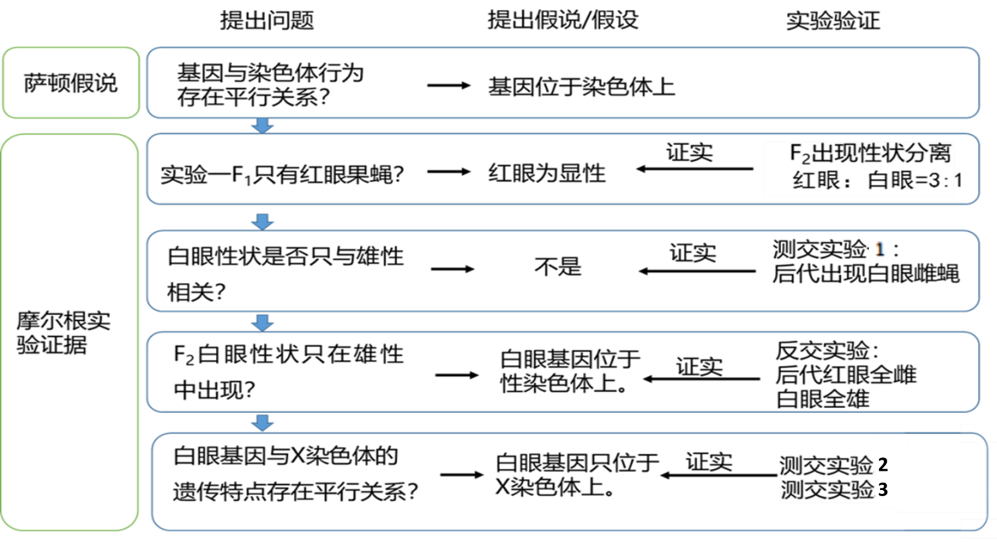 提出问题
提出假说/假设
实验验证
萨顿假说
基因与染色体行为
存在平行关系？
基因位于染色体上
摩尔根实
验证据
实验一F₁只有红眼果蝇？
红眼为显性
证实
F₂出现性状分离
红眼：白眼=3:1
白眼性状是否只与雄性
相关？
不是
证实
测交实验1：
后代出现白眼雌蝇
F₂白眼性状只在雄性
中出现？
白眼基因位于
性染色体上。
证实
反交实验：
后代红眼全雌
白眼全雄
白眼基因与X染色体的
遗传特点存在平行关系？
白眼基因只位于
X染色体上。
证实
测交实验2
测交实验3